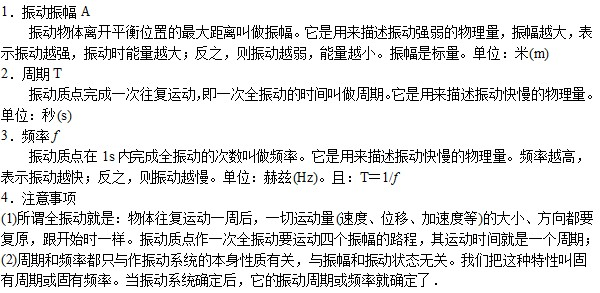 1．振动振幅 A
振动物体离开平衡位置的最大距离叫做振幅。它是用来描述振动强弱的物理量，振幅越大，表
示振动越强，振动时能量越大；反之，则振动越弱，能量越小。振幅是标量。单位：米(m)
2．周期 T
振动质点完成一次往复运动，即一次全振动的时间叫做周期。它是用来描述振动快慢的物理量。
单位：秒(s)
3．频率 f
振动质点在 1s 内完成全振动的次数叫做频率。它是用来描述振动快慢的物理量。频率越高，
表示振动越快；反之，则振动越慢。单位：赫兹(Hz)。且：T＝1/f
4．注意事项
(1)所谓全振动就是：物体往复运动一周后，一切运动量(速度、位移、加速度等)的大小、方向都要
复原，跟开始时一样。振动质点作一次全振动要运动四个振幅的路程，其运动时间就是一个周期；
(2)周期和频率都只与作振动系统的本身性质有关，与振幅和振动状态无关。我们把这种特性叫固
有周期或固有频率。当振动系统确定后，它的振动周期或频率就确定了．